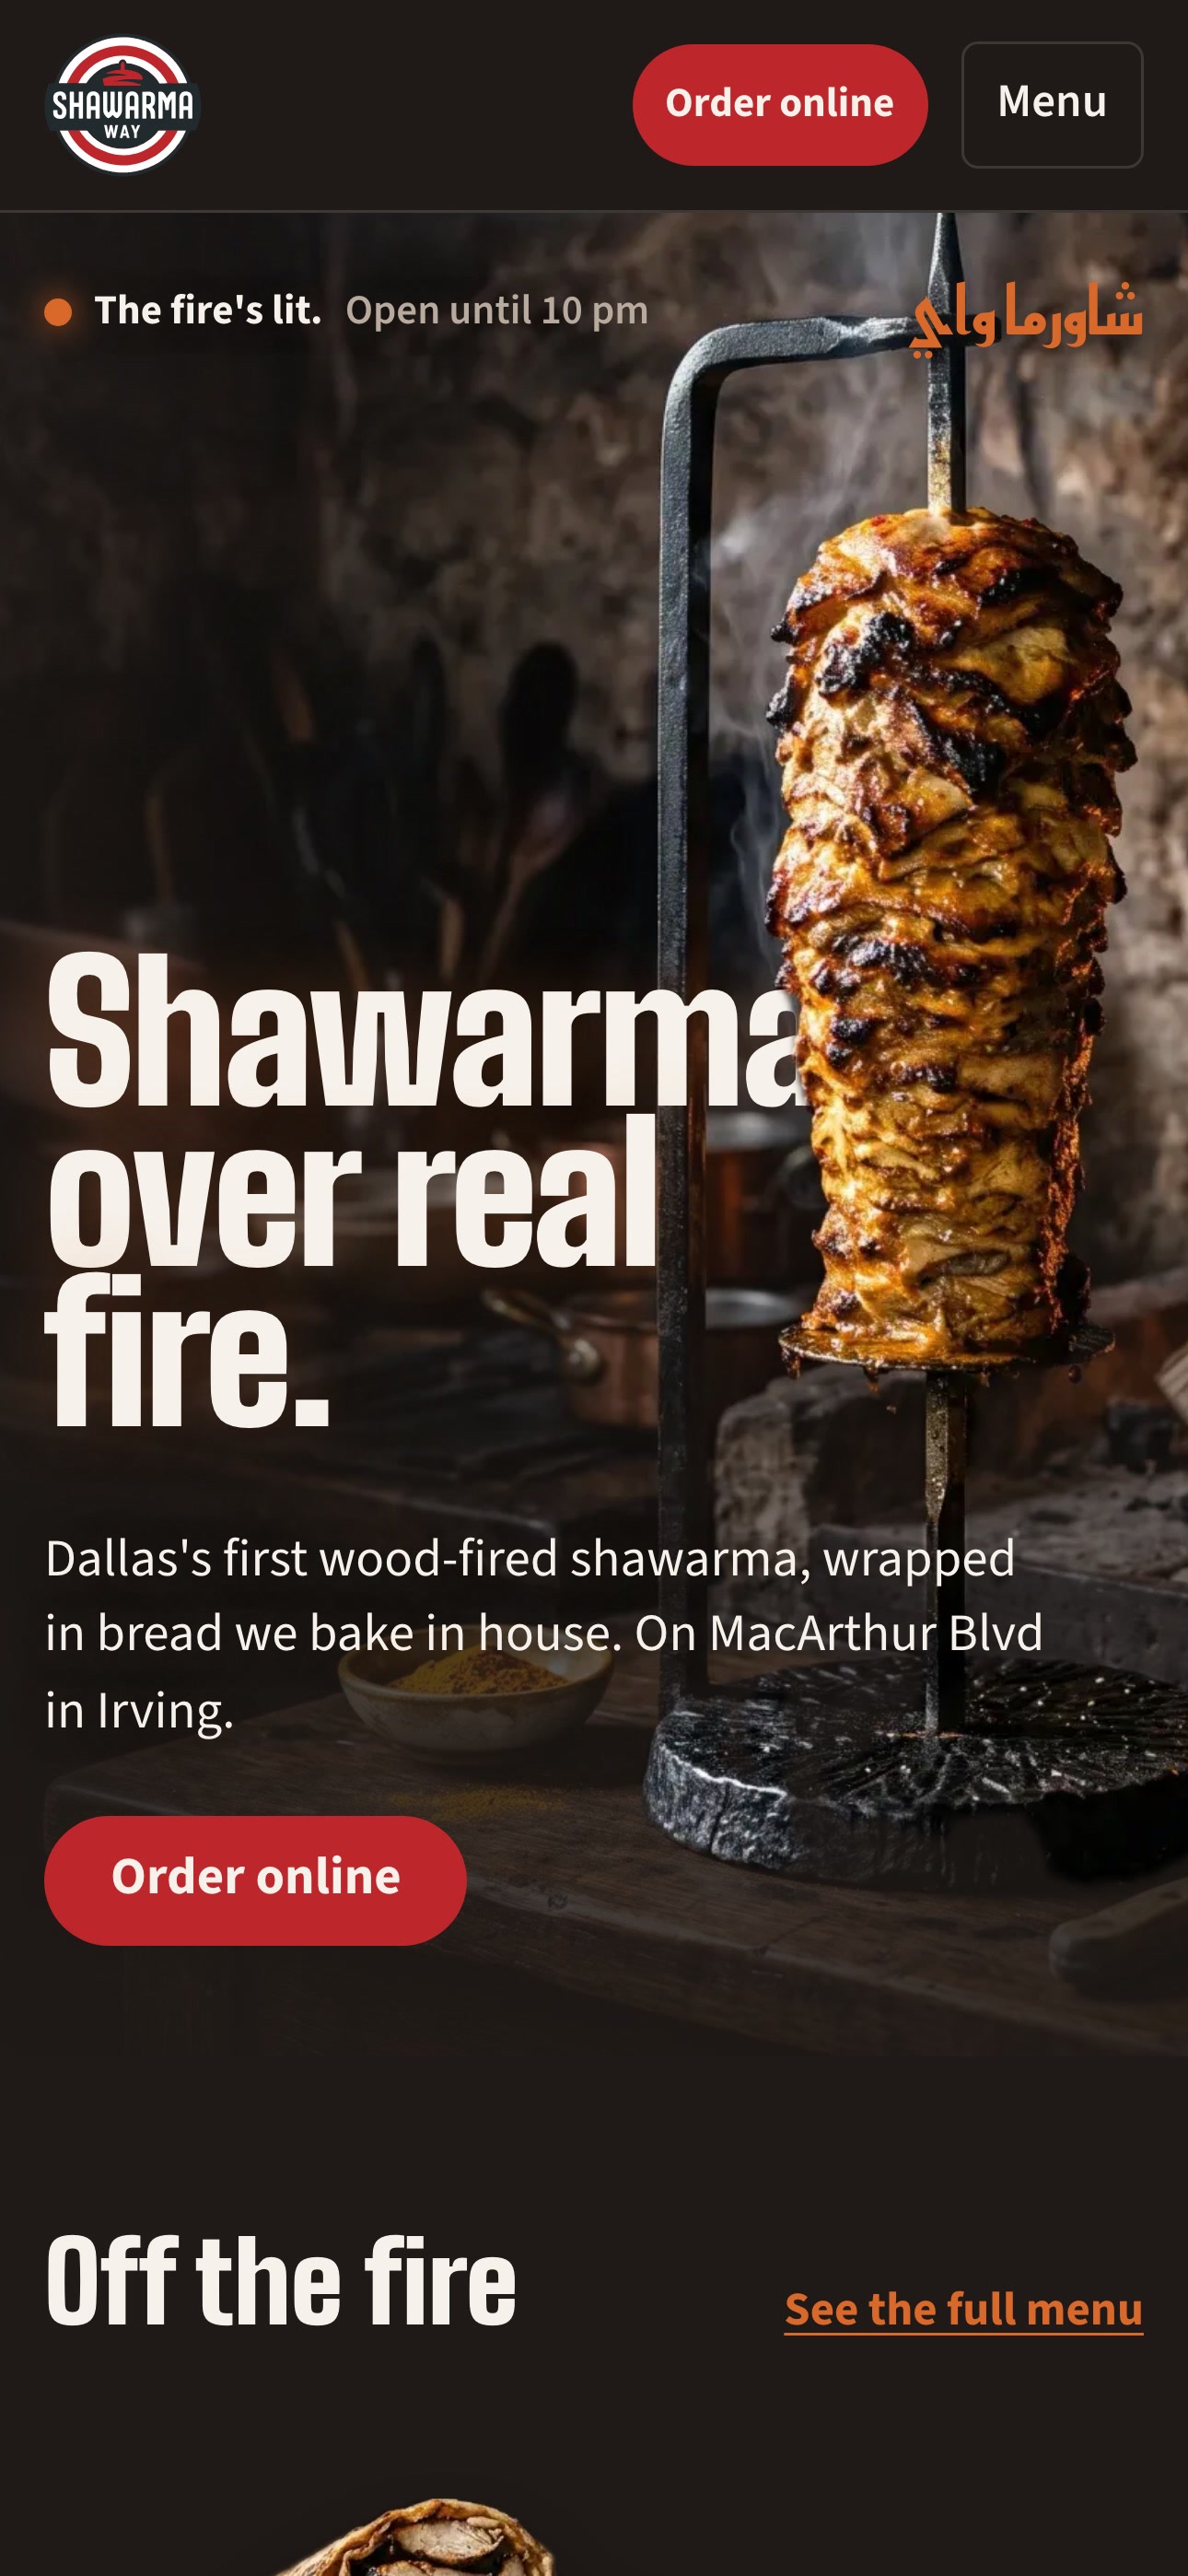 SHAWARMA
WAY
Order online
Menu
The fire's lit. Open until 10 pm
شاورما واي
Shawarma
over real
fire.
Dallas's first wood-fired shawarma, wrapped
in bread we bake in house. On MacArthur Blvd
in Irving.
Order online
Off the fire
See the full menu